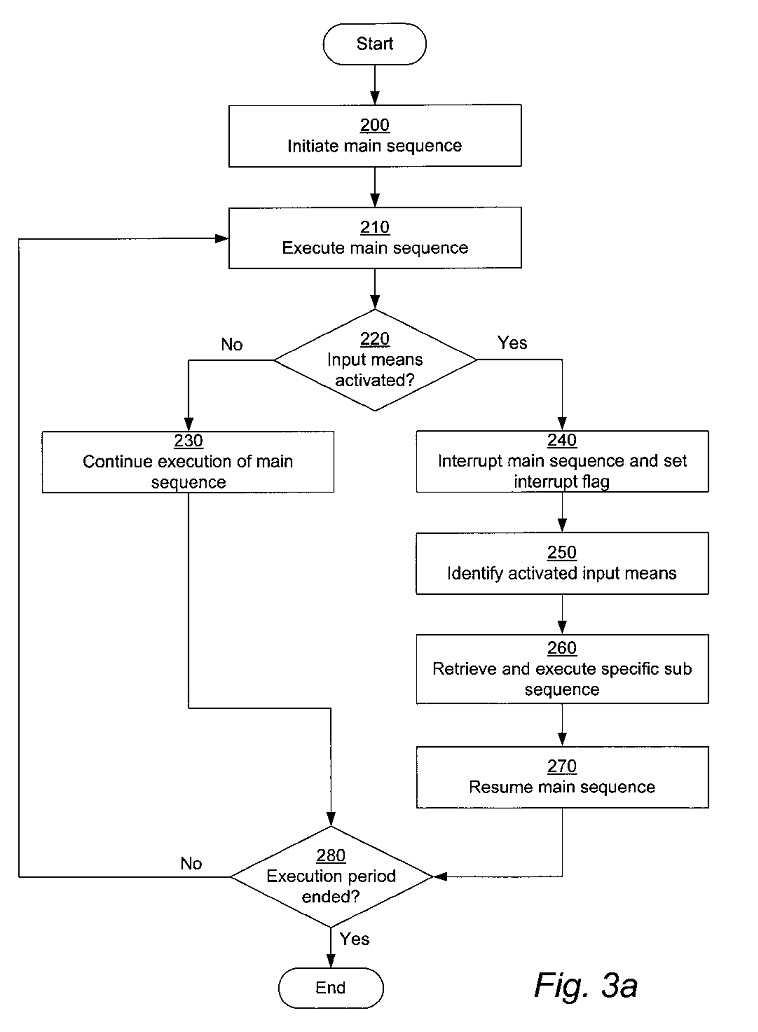 Start
200
Initiate main sequence
210
Execute main sequence
220
Input means
activated?
No
Yes
230
Continue execution of main
sequence
240
Interrupt main sequence and set
interrupt flag
250
Identify activated input means
260
Retrieve and execute specific sub
sequence
270
Resume main sequence
280
Execution period
ended?
No
Yes
End
Fig. 3a